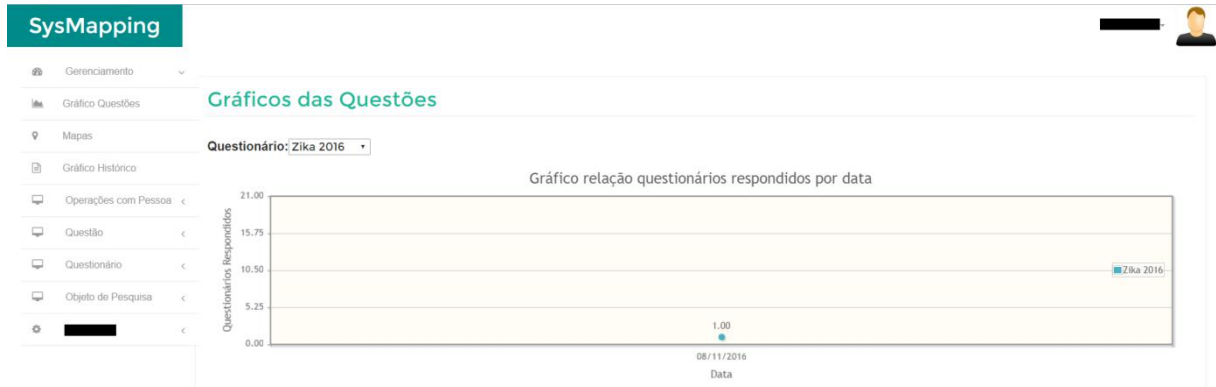 SysMapping
Gerenciamento
Gráfico Questões
Mapas
Gráfico Histórico
Operações com Pessoa
Questão
Questionário
Objeto de Pesquisa
Gráficos das Questões
Questionário: Zika 2016
Gráfico relação questionários respondidos por data
Questionários Respondidos
21.00
15.75
10.50
5.25
0.00
1.00
Zika 2016
08/11/2016
Data